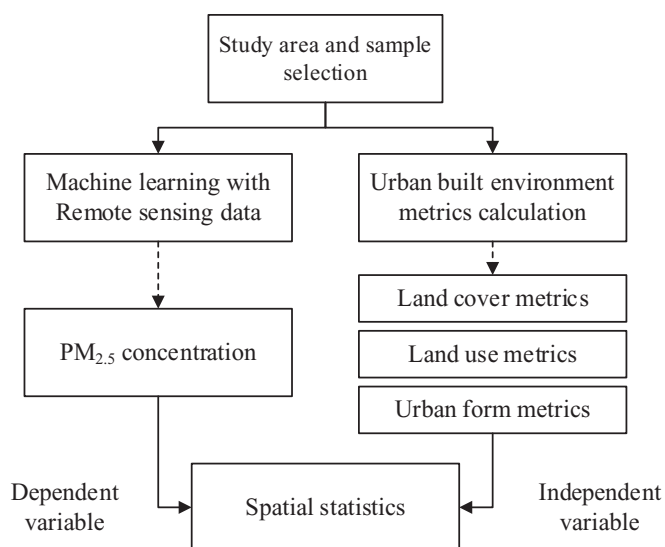 Study area and sample
selection
Machine learning with
Remote sensing data
Urban built environment
metrics calculation
Land cover metrics
PM2.5 concentration
Land use metrics
Urban form metrics
Dependent
variable
Spatial statistics
Independent
variable